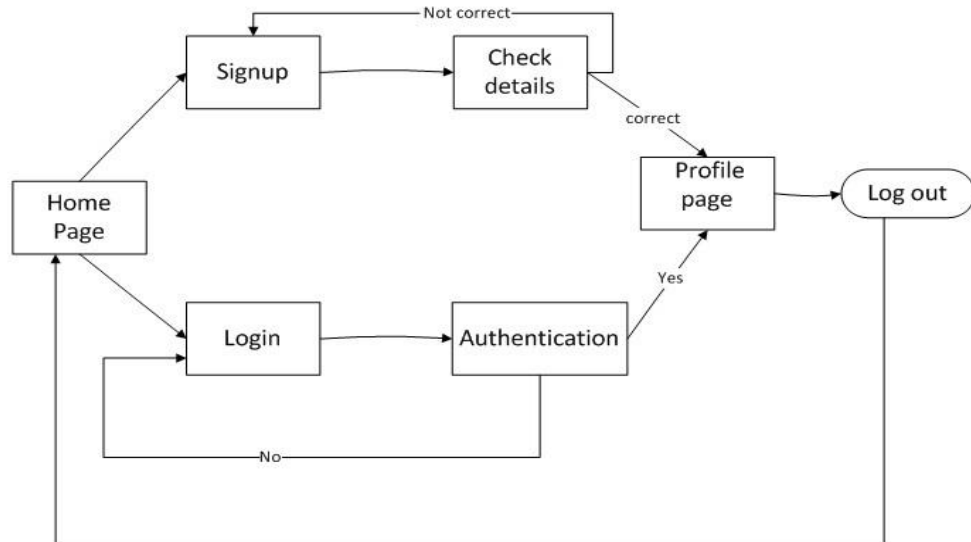 Not correct
Signup
Check
details
correct
Profile
page
Log out
Home
Page
Yes
Login
Authentication
No